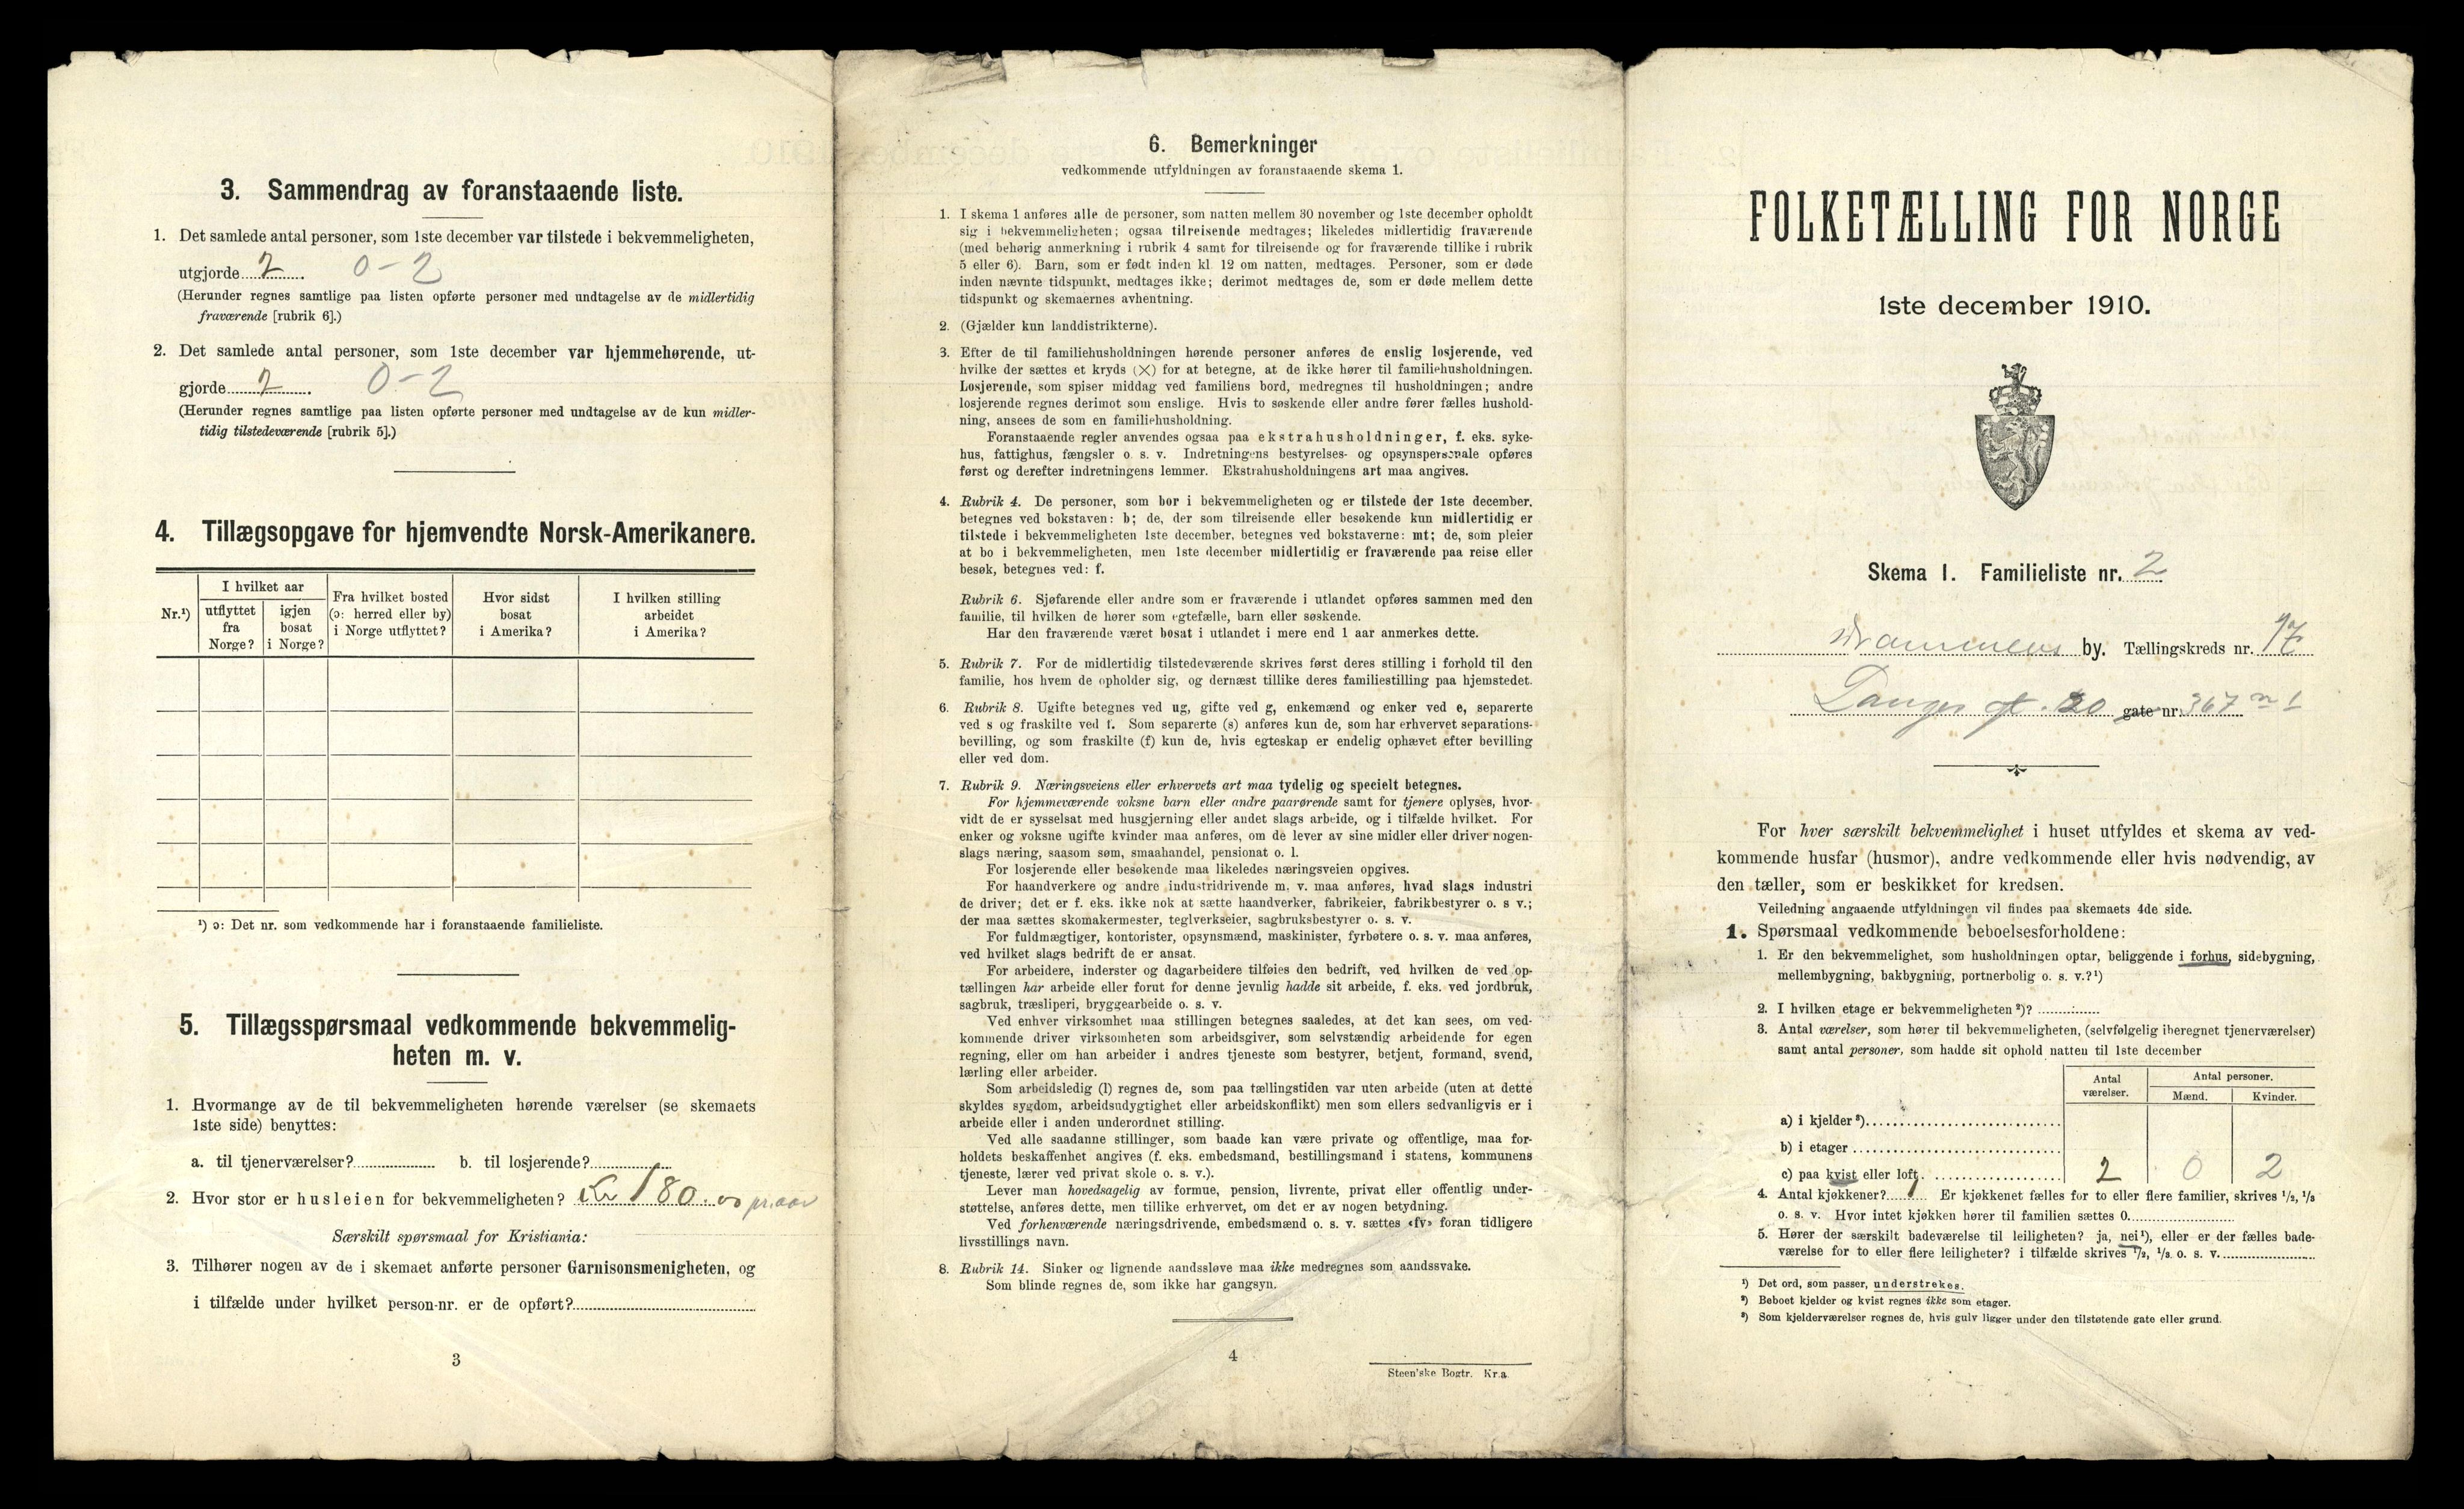 3. Sammendrag av foranstaaende liste.
1. Det samlede antal personer, som 1ste december var tilstede i bekvemmeligheten,
utgjorde 2. 0-2
(Herunder regnes samtlige paa listen opførte personer med undtagelse av de midlertidig
fraværende [rubrik 6].)
2. Det samlede antal personer, som 1ste december var hjemmehørende, ut-
gjorde 2. 0-2
(Herunder regnes samtlige paa listen opførte personer med undtagelse av de kun midler-
tidig tilstedeværende [rubrik 5].)
4. Tillægsopgave for hjemvendte Norsk-Amerikanere.
Nr.¹)
I hvilket aar
utflyttet
fra
Norge?
igjen
bosat
i Norge?
Fra hvilket bosted
(ɔ: herred eller by)
i Norge utflyttet?
Hvor sidst
bosat
i Amerika?
I hvilken stilling
arbeidet
i Amerika?
¹) ɔ: Det nr. som vedkommende har i foranstaaende familieliste.
5. Tillægsspørsmaal vedkommende bekvemmelig-
heten m. v.
1. Hvormange av de til bekvemmeligheten hørende værelser (se skemaets
1ste side) benyttes:
a. til tjenerværelser? b. til losjerende?
2. Hvor stor er husleien for bekvemmeligheten? Kr 180.00 pr. aar
Særskilt spørsmaal for Kristiania:
3. Tilhører nogen av de i skemaet anførte personer Garnisonsmenigheten, og
i tilfælde under hvilket person-nr. er de opført?
3
6. Bemerkninger
vedkommende utfyldningen av foranstaaende skema 1.
1. I skema 1 anføres alle de personer, som natten mellem 30 november og 1ste december opholdt
sig i bekvemmeligheten; ogsaa tilreisende medtages; likeledes midlertidig fraværende
(med behørig anmerkning i rubrik 4 samt for tilreisende og for fraværende tillike i rubrik
5 eller 6). Barn, som er født inden kl. 12 om natten, medtages. Personer, som er døde
inden nævnte tidspunkt, medtages ikke; derimot medtages de, som er døde mellem dette
tidspunkt og skemaernes avhentning.
2. (Gjælder kun landdistrikterne).
3. Efter de til familiehusholdningen hørende personer anføres de enslig losjerende, ved
hvilke der sættes et kryds (×) for at betegne, at de ikke hører til familiehusholdningen.
Losjerende, som spiser middag ved familiens bord, medregnes til husholdningen; andre
losjerende regnes derimot som enslige. Hvis to søskende eller andre fører fælles hushold-
ning, ansees de som en familiehusholdning.
Foranstaaende regler anvendes ogsaa paa ekstrahusholdninger, f. eks. syke-
hus, fattighus, fængsler o. s. v. Indretningens bestyrelses- og opsynspersonale opføres
først og derefter indretningens lemmer. Ekstrahusholdningens art maa angives.
4. Rubrik 4. De personer, som bor i bekvemmeligheten og er tilstede der 1ste december,
betegnes ved bokstaven: b; de, der som tilreisende eller besøkende kun midlertidig er
tilstede i bekvemmeligheten 1ste december, betegnes ved bokstaverne: mt; de, som pleier
at bo i bekvemmeligheten, men 1ste december midlertidig er fraværende paa reise eller
besøk, betegnes ved: f.
Rubrik 6. Sjøfarende eller andre som er fraværende i utlandet opføres sammen med den
familie, til hvilken de hører som egtefælle, barn eller søskende.
Har den fraværende været bosat i utlandet i mere end 1 aar anmerkes dette.
5. Rubrik 7. For de midlertidig tilstedeværende skrives først deres stilling i forhold til den
familie, hos hvem de opholder sig, og dernæst tillike deres familiestilling paa hjemstedet.
6. Rubrik 8. Ugifte betegnes ved ug, gifte ved g, enkemænd og enker ved e, separerte
ved s og fraskilte ved f. Som separerte (s) anføres kun de, som har erhvervet separations-
bevilling, og som fraskilte (f) kun de, hvis egteskap er endelig ophævet efter bevilling
eller ved dom.
7. Rubrik 9. Næringsveiens eller erhvervets art maa tydelig og specielt betegnes.
For hjemmeværende voksne barn eller andre paarørende samt for tjenere oplyses, hvor-
vidt de er sysselsat med husgjerning eller andet slags arbeide, og i tilfælde hvilket. For
enker og voksne ugifte kvinder maa anføres, om de lever av sine midler eller driver nogen-
slags næring, saasom søm, smaahandel, pensionat o. l.
For losjerende eller besøkende maa likeledes næringsveien opgives.
For haandverkere og andre industridrivende m. v. maa anføres, hvad slags industri
de driver; det er f. eks. ikke nok at sætte haandverker, fabrikeier, fabrikbestyrer o. s v.;
der maa sættes skomakermester, teglverkseier, sagbruksbestyrer o. s. v.
For fuldmægtiger, kontorister, opsynsmænd, maskinister, fyrbøtere o. s. v. maa anføres,
ved hvilket slags bedrift de er ansat.
For arbeidere, inderster og dagarbeidere tilføies den bedrift, ved hvilken de ved op-
tællingen har arbeide eller forut for denne jevnlig hadde sit arbeide, f. eks. ved jordbruk,
sagbruk, træsliperi, bryggearbeide o. s. v.
Ved enhver virksomhet maa stillingen betegnes saaledes, at det kan sees, om ved-
kommende driver virksomheten som arbeidsgiver, som selvstændig arbeidende for egen
regning, eller om han arbeider i andres tjeneste som bestyrer, betjent, formand, svend,
lærling eller arbeider.
Som arbeidsledig (l) regnes de, som paa tællingstiden var uten arbeide (uten at dette
skyldes sygdom, arbeidsudygtighet eller arbeidskonflikt) men som ellers sedvanligvis er i
arbeide eller i anden underordnet stilling.
Ved alle saadanne stillinger, som baade kan være private og offentlige, maa for-
holdets beskaffenhet angives (f. eks. embedsmand, bestillingsmand i statens, kommunens
tjeneste, lærer ved privat skole o. s. v.).
Lever man hovedsagelig av formue, pension, livrente, privat eller offentlig under-
støttelse, anføres dette, men tillike erhvervet, om det er av nogen betydning.
Ved forhenværende næringsdrivende, embedsmænd o. s. v. sættes «fv» foran tidligere
livsstillings navn.
8. Rubrik 14. Sinker og lignende aandssløve maa ikke medregnes som aandssvake.
Som blinde regnes de, som ikke har gangsyn.
4
Steen'ske Bogtr. Kr.a.
FOLKETÆLLING FOR NORGE
1ste december 1910.
Skema 1. Familieliste nr. 2
Drammens by. Tællingskreds nr. 17
gt. 20 gate nr. 367 n 1
For hver særskilt bekvemmelighet i huset utfyldes et skema av ved-
kommende husfar (husmor), andre vedkommende eller hvis nødvendig, av
den tæller, som er beskikket for kredsen.
Veiledning angaaende utfyldningen vil findes paa skemaets 4de side.
1. Spørsmaal vedkommende beboelsesforholdene:
1. Er den bekvemmelighet, som husholdningen optar, beliggende i forhus, sidebygning,
mellembygning, bakbygning, portnerbolig o. s. v.?¹)
2. I hvilken etage er bekvemmeligheten²)?
3. Antal værelser, som hører til bekvemmeligheten, (selvfølgelig iberegnet tjenerværelser)
samt antal personer, som hadde sit ophold natten til 1ste december
Antal
værelser.
Antal personer.
Mænd. Kvinder.
a) i kjelder³)
b) i etager
c) paa kvist eller loft 2 0 2
4. Antal kjøkkener? 1 Er kjøkkenet fælles for to eller flere familier, skrives 1/2, 1/3
o. s. v. Hvor intet kjøkken hører til familien sættes 0.
5. Hører der særskilt badeværelse til leiligheten? ja, nei¹), eller er der fælles bade-
værelse for to eller flere leiligheter? i tilfælde skrives 1/2, 1/3 o. s. v.
¹) Det ord, som passer, understrekes.
²) Beboet kjelder og kvist regnes ikke som etager.
³) Som kjelderværelser regnes de, hvis gulv ligger under den tilstøtende gate eller grund.